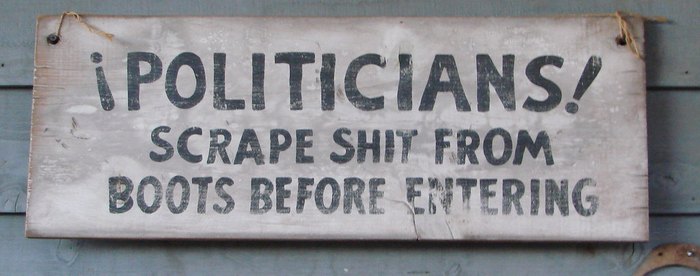 ¡POLITICIANS!
SCRAPE SHIT FROM
BOOTS BEFORE ENTERING